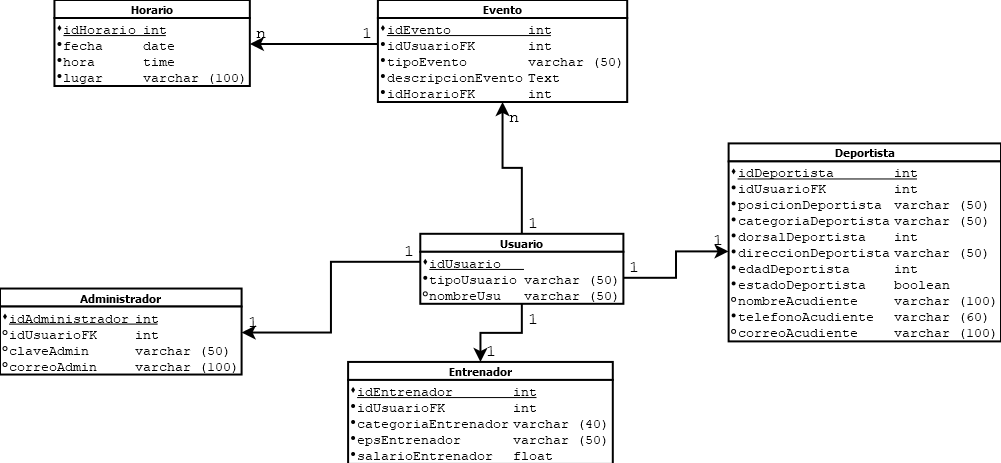 Horario
idHorario int
fecha date
hora time
lugar varchar (100)
n
1
Evento
idEvento int
idUsuarioFK int
tipoEvento varchar (50)
descripcionEvento Text
idHorarioFK int
n
1
Deportista
idDeportista int
idUsuarioFK int
posicionDeportista varchar (50)
categoriaDeportista varchar (50)
dorsalDeportista int
direccionDeportista varchar (50)
edadDeportista int
estadoDeportista boolean
nombreAcudiente varchar (100)
telefonoAcudiente varchar (60)
correoAcudiente varchar (100)
1
Usuario
idUsuario
tipoUsuario varchar (50)
nombreUsu varchar (50)
1
1
1
Administrador
idAdministrador int
idUsuarioFK int
claveAdmin varchar (50)
correoAdmin varchar (100)
1
1
Entrenador
idEntrenador int
idUsuarioFK int
categoriaEntrenador varchar (40)
epsEntrenador varchar (50)
salarioEntrenador float